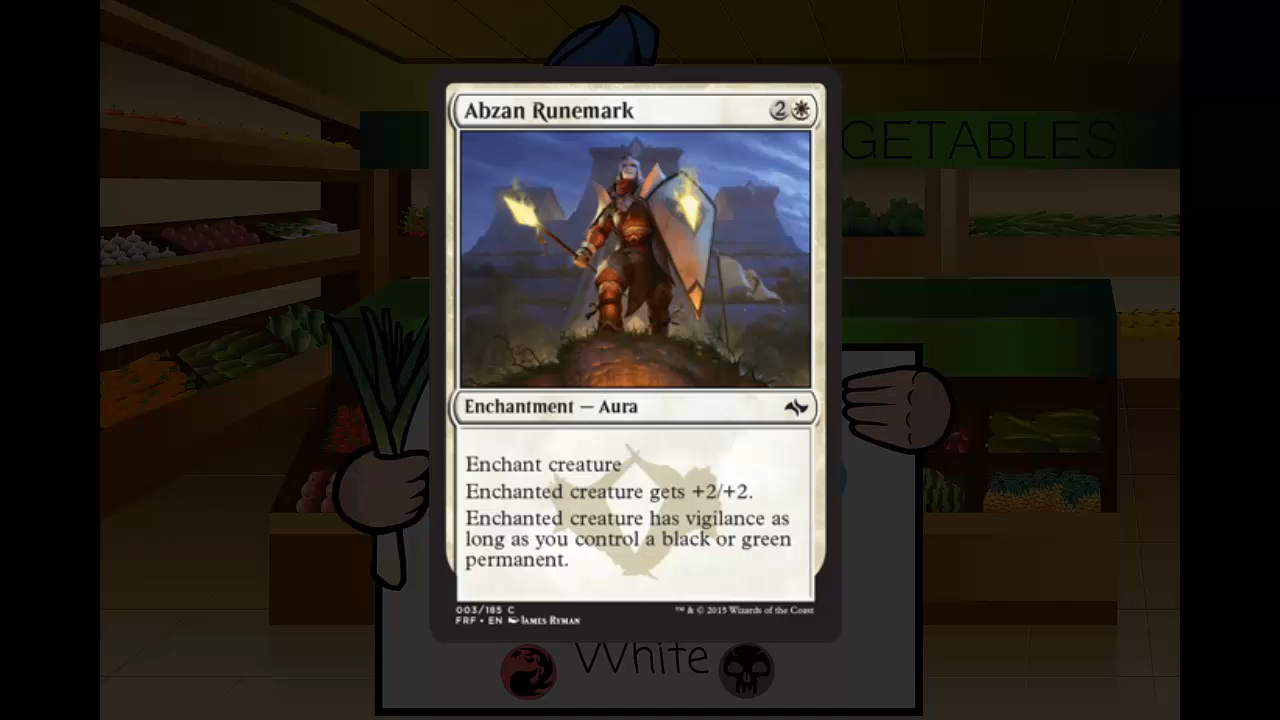 GETABLES
Abzan Runemark
2
Enchantment — Aura
Enchant creature
Enchanted creature gets +2/+2.
Enchanted creature has vigilance as
long as you control a black or green
permanent.
003/185 C
FRF • EN James Ryman
™ & © 2015 Wizards of the Coast
White